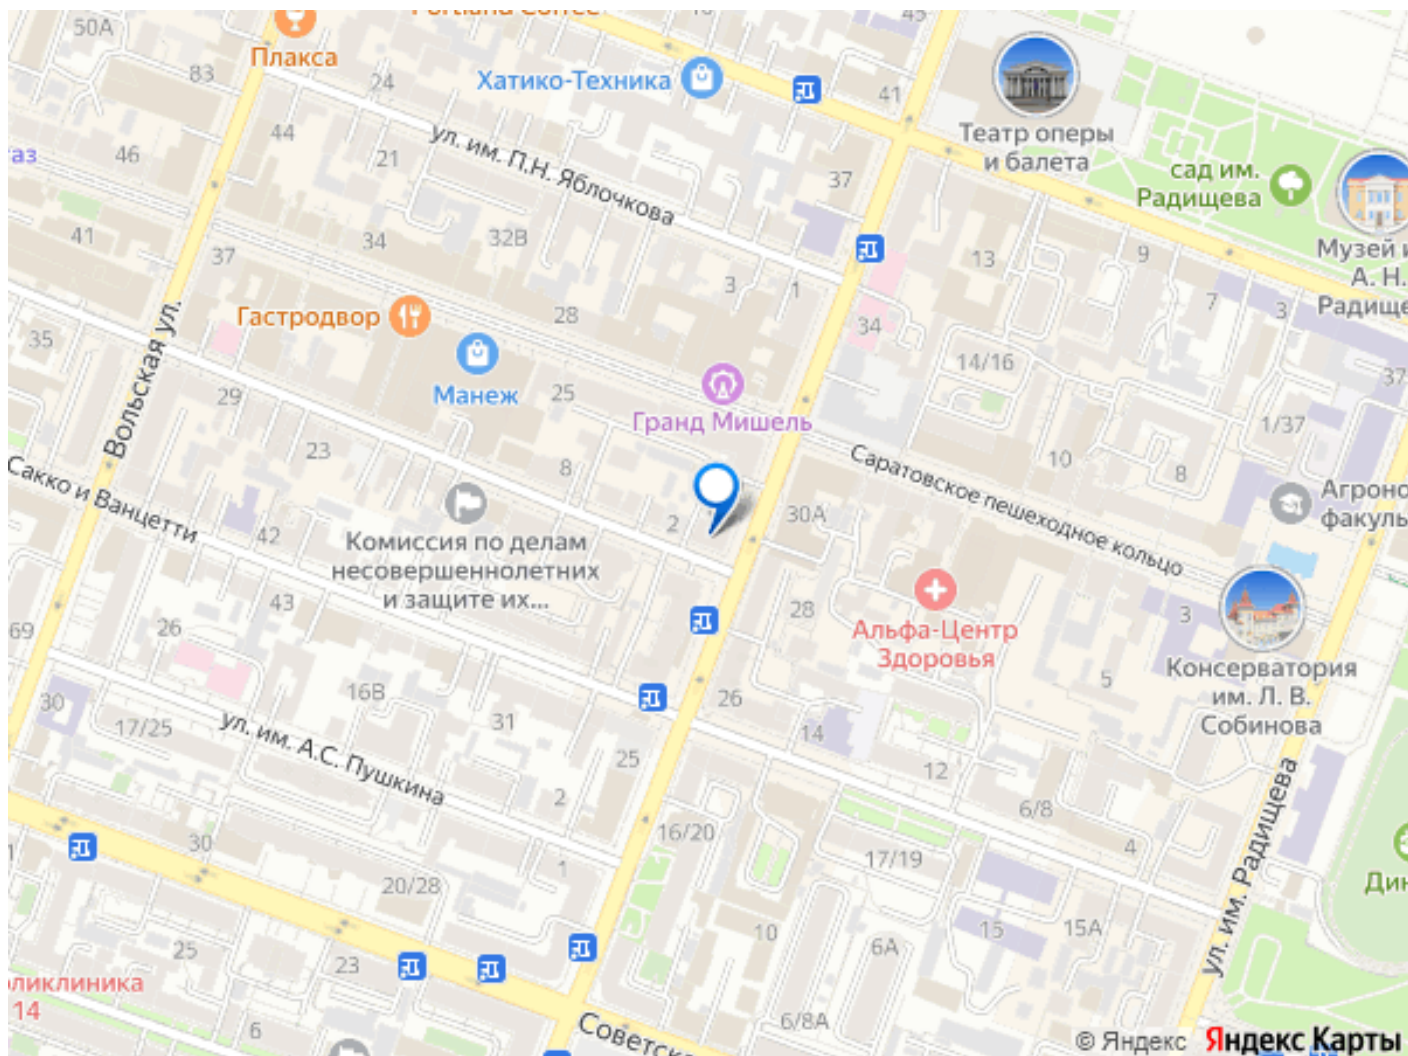 50А
Portland Coffee
45
Плакса
83
24
Хатико-Техника
41
Театр оперы
и балета
44
ул. им. П.Н. Яблочкова
аз
46
21
37
сад им.
Радищева
41
34
32В
37
3
1
13
9
Музей и
А. Н.
Радище
7
3
Гастродвор
28
34
35
Вольская ул.
Манеж
25
14/16
37
29
Гранд Мишель
1/37
23
8
Саратовское пешеходное кольцо
10
8
Сакко и Ванцетти
2
30А
Агроно
факуль
42
Комиссия по делам
несовершеннолетних
и защите их...
43
28
3
69
26
Альфа-Центр
Здоровья
Консерватория
им. Л. В.
Собинова
5
30
16В
26
17/25
ул. им. А.С. Пушкина
31
14
25
12
2
6/8
ул. им. Радищева
30
16/20
4
1
17/19
1
20/28
Дин
10
15
15А
25
23
6А
оликлиника
14
6
6/8А
Советска
© Яндекс Яндекс Карты